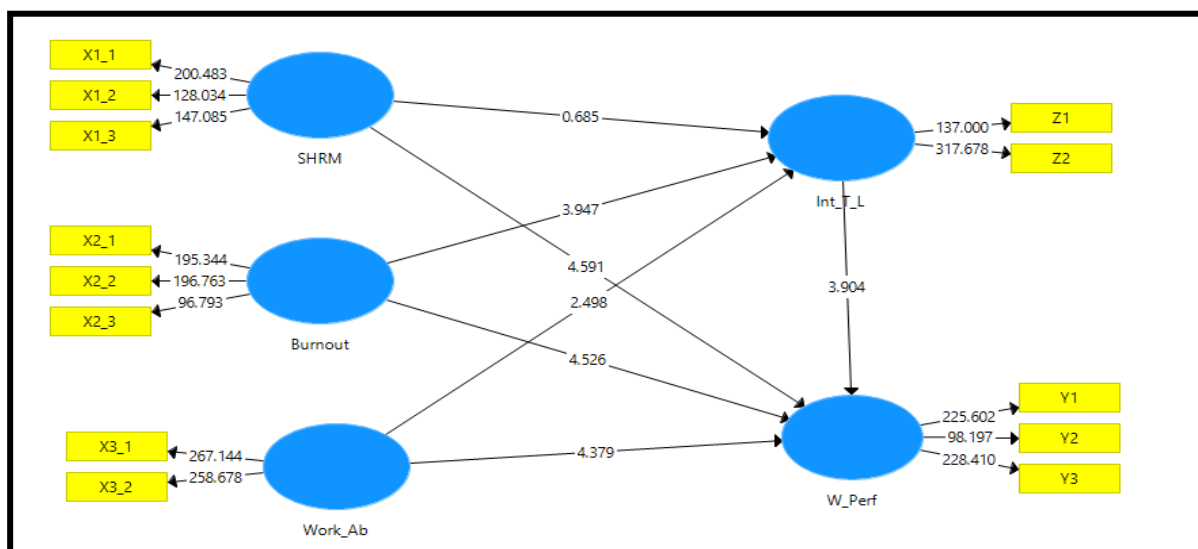 X1_1
200.483
X1_2
128.034
X1_3
147.085
SHRM
0.685
137.000
Z1
317.678
Z2
Int_T_L
X2_1
195.344
X2_2
196.763
X2_3
96.793
Burnout
3.947
4.591
2.498
3.904
4.526
X3_1
267.144
X3_2
258.678
Work_Ab
4.379
225.602
Y1
98.197
Y2
228.410
Y3
W_Perf